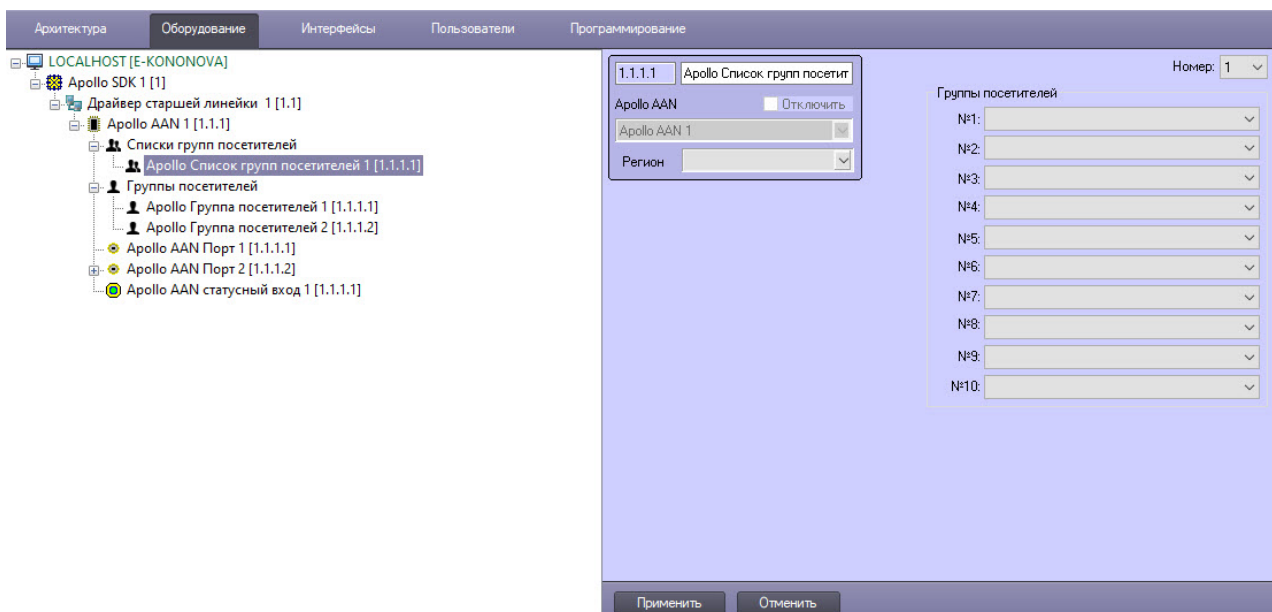 Архитектура Оборудование Интерфейсы Пользователи Программирование
LOCALHOST [E-KONONOVA]
Apollo SDK 1 [1]
Драйвер старшей линейки 1 [1.1]
Apollo AAN 1 [1.1.1]
Списки групп посетителей
Apollo Список групп посетителей 1 [1.1.1.1]
Группы посетителей
Apollo Группа посетителей 1 [1.1.1.1]
Apollo Группа посетителей 2 [1.1.1.2]
Apollo AAN Порт 1 [1.1.1.1]
Apollo AAN Порт 2 [1.1.1.2]
Apollo AAN статусный вход 1 [1.1.1.1]
1.1.1.1 Apollo Список групп посетит
Apollo AAN Отключить
Apollo AAN 1
Регион
Номер: 1
Группы посетителей
№1:
№2:
№3:
№4:
№5:
№6:
№7:
№8:
№9:
№10:
Применить Отменить